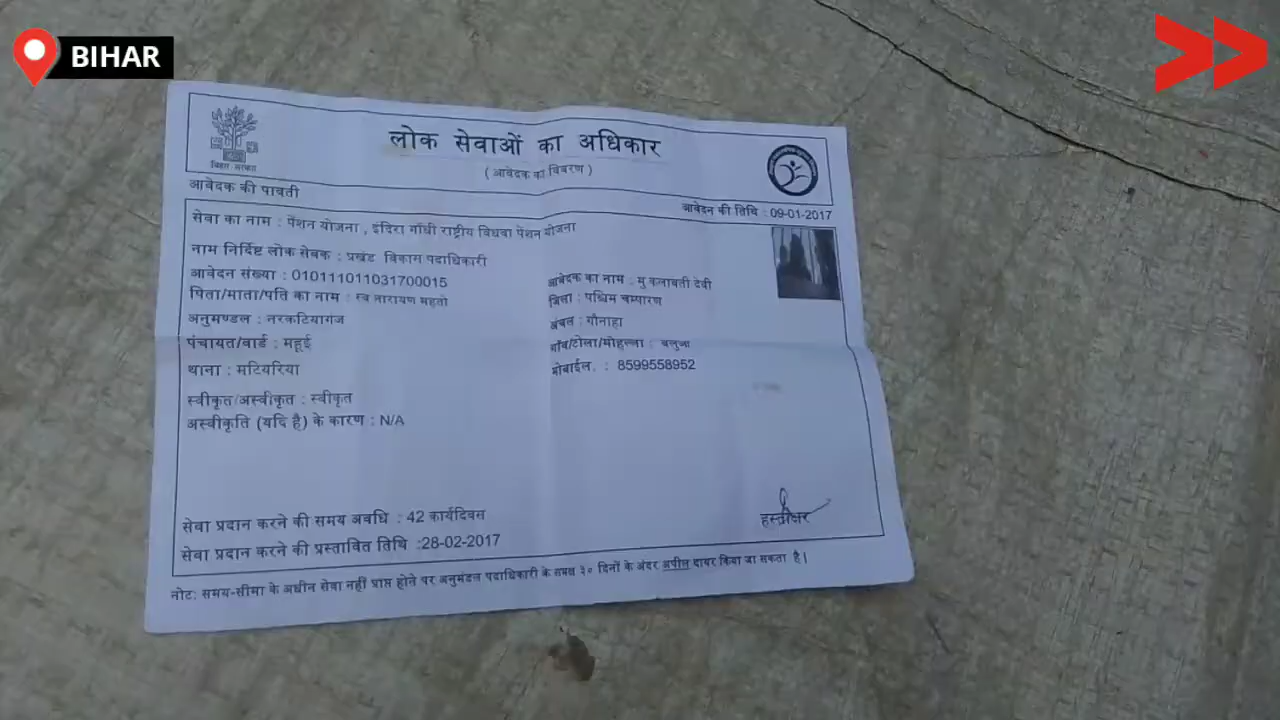 BIHAR
बिहार सरकार
लोक सेवाओं का अधिकार
(आवेदक का विवरण)
आवेदक की पावती
आवेदन की तिथि : 09-01-2017
सेवा का नाम : पेंशन योजना , इंदिरा गाँधी राष्ट्रीय विधवा पेंशन योजना
नाम निर्दिष्ट लोक सेवक : प्रखंड विकास पदाधिकारी
आवेदन संख्या : 010111011031700015
आवेदक का नाम : मु कलावती देवी
पिता/माता/पति का नाम : स्व नारायण महतो
जिला : पश्चिम चम्पारण
अनुमण्डल : नरकटियागंज
अंचल : गौनाहा
पंचायत/वार्ड : महूई
गाँव/टोला/मोहल्ला :
थाना : मटियरिया
मोबाईल. : 8599558952
स्वीकृत/अस्वीकृत : स्वीकृत
अस्वीकृति (यदि है) के कारण : N/A
सेवा प्रदान करने की समय अवधि : 42 कार्यदिवस
हस्ताक्षर
सेवा प्रदान करने की प्रस्तावित तिथि :28-02-2017
नोट: समय-सीमा के अधीन सेवा नहीं प्राप्त होने पर अनुमंडल पदाधिकारी के समक्ष ३० दिनों के अंदर अपील दायर किया जा सकता है।